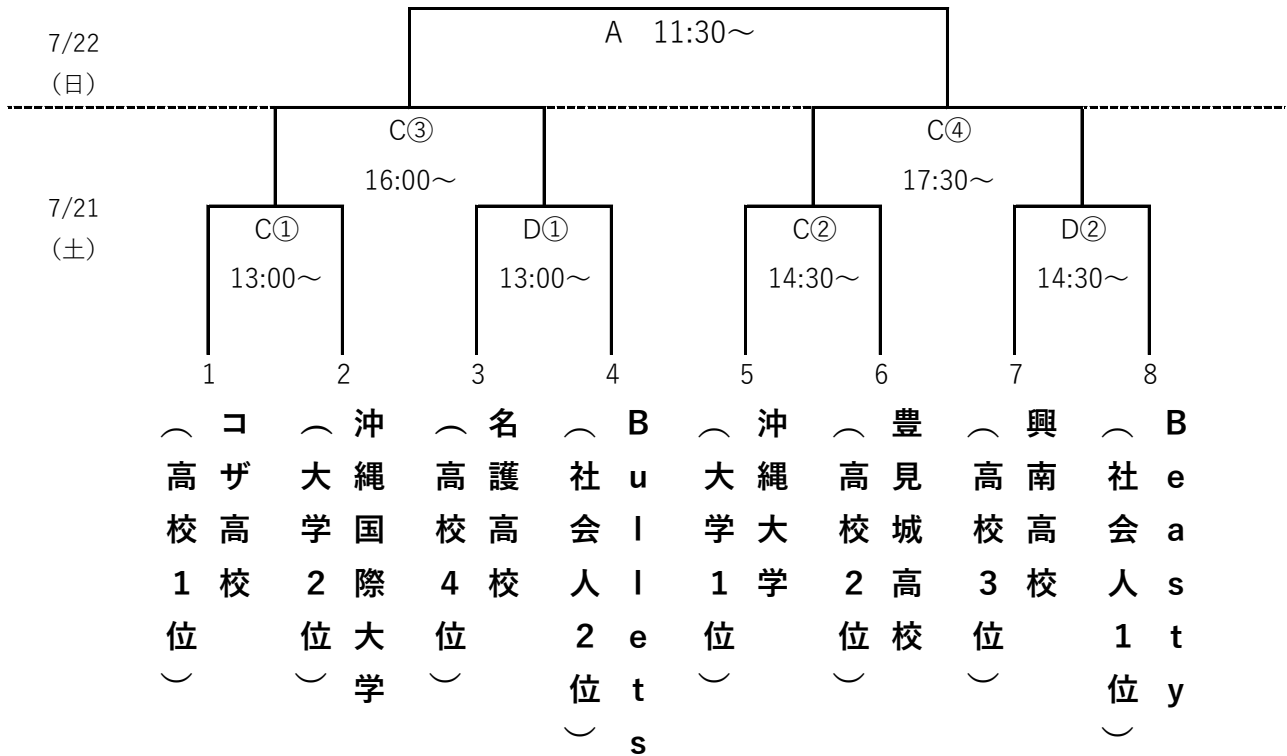 7/22
(日)
A 11:30～
C③
16:00～
C④
17:30～
7/21
(土)
C①
13:00～
D①
13:00～
C②
14:30～
D②
14:30～
1
2
3
4
5
6
7
8
コザ高校
（高校1位）
沖縄国際大学
（大学2位）
名護高校
（高校4位）
Bullets
（社会人2位）
沖縄大学
（大学1位）
豊見城高校
（高校2位）
興南高校
（高校3位）
Beasty
（社会人1位）